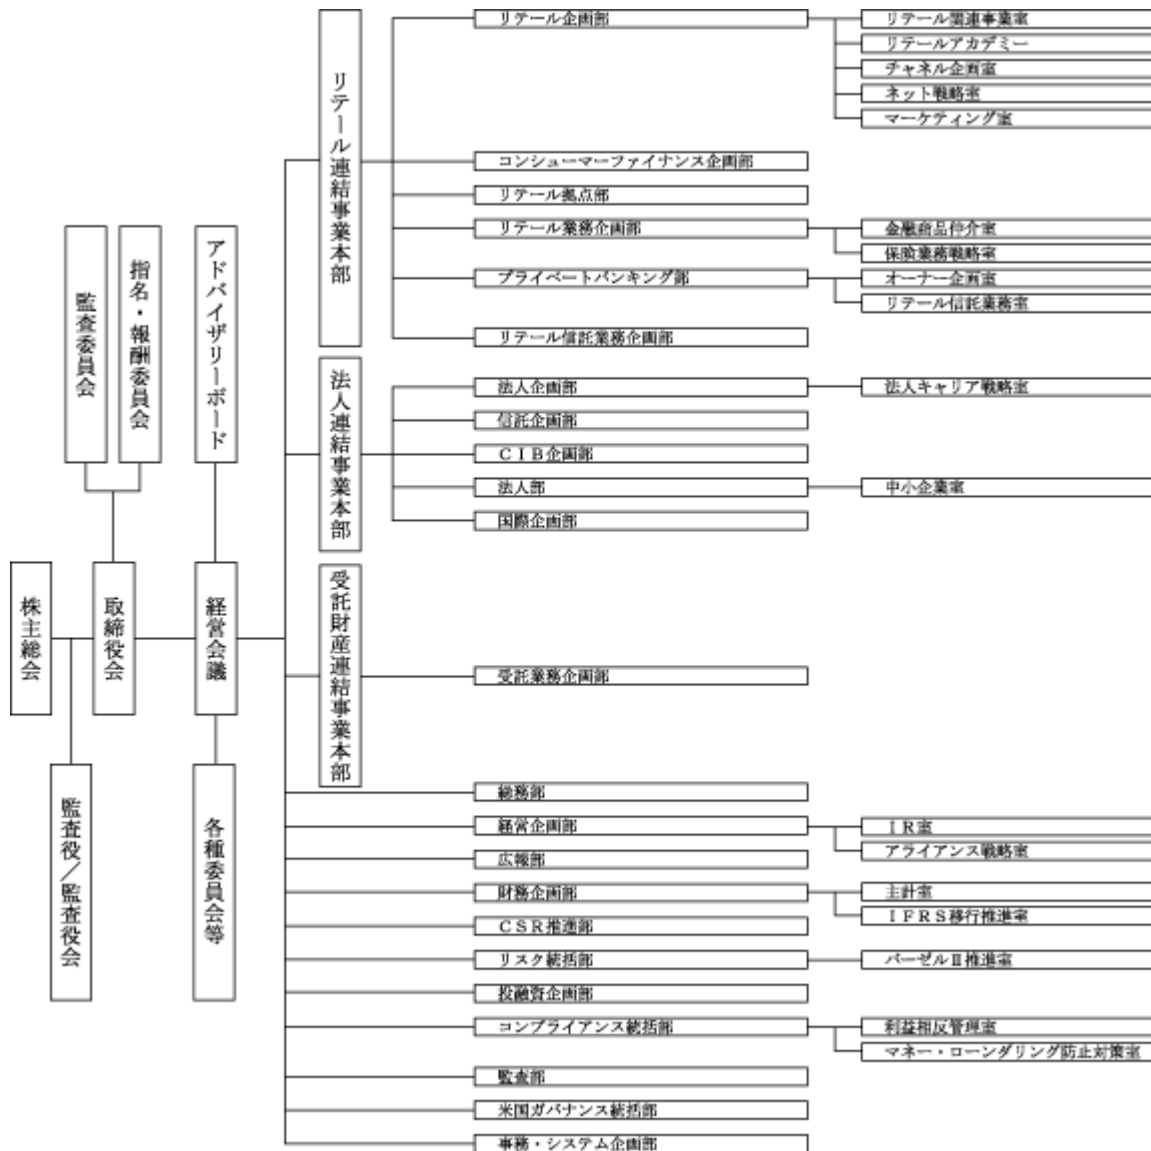 株主総会
監査役／監査役会
取締役会
監査委員会
指名・報酬委員会
経営会議
アドバイザリーボード
各種委員会等
リテール連結事業本部
リテール企画部
リテール関連事業室
リテールアカデミー
チャネル企画室
ネット戦略室
マーケティング室
コンシューマーファイナンス企画部
リテール拠点部
リテール業務企画部
金融商品仲介室
保険業務戦略室
プライベートバンキング部
オーナー企画室
リテール信託業務室
リテール信託業務企画部
法人連結事業本部
法人企画部
法人キャリア戦略室
信託企画部
ＣＩＢ企画部
法人部
中小企業室
国際企画部
受託財産連結事業本部
受託業務企画部
総務部
経営企画部
ＩＲ室
アライアンス戦略室
広報部
財務企画部
主計室
ＩＦＲＳ移行推進室
ＣＳＲ推進部
リスク統括部
バーゼルⅡ推進室
投融資企画部
コンプライアンス統括部
利益相反管理室
マネー・ローンダリング防止対策室
監査部
米国ガバナンス統括部
事務・システム企画部